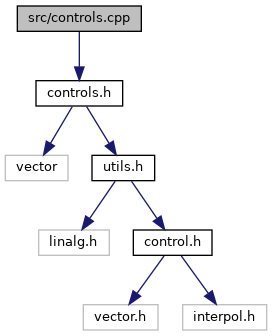 src/controls.cpp
controls.h
vector
utils.h
linalg.h
control.h
vector.h
interpol.h